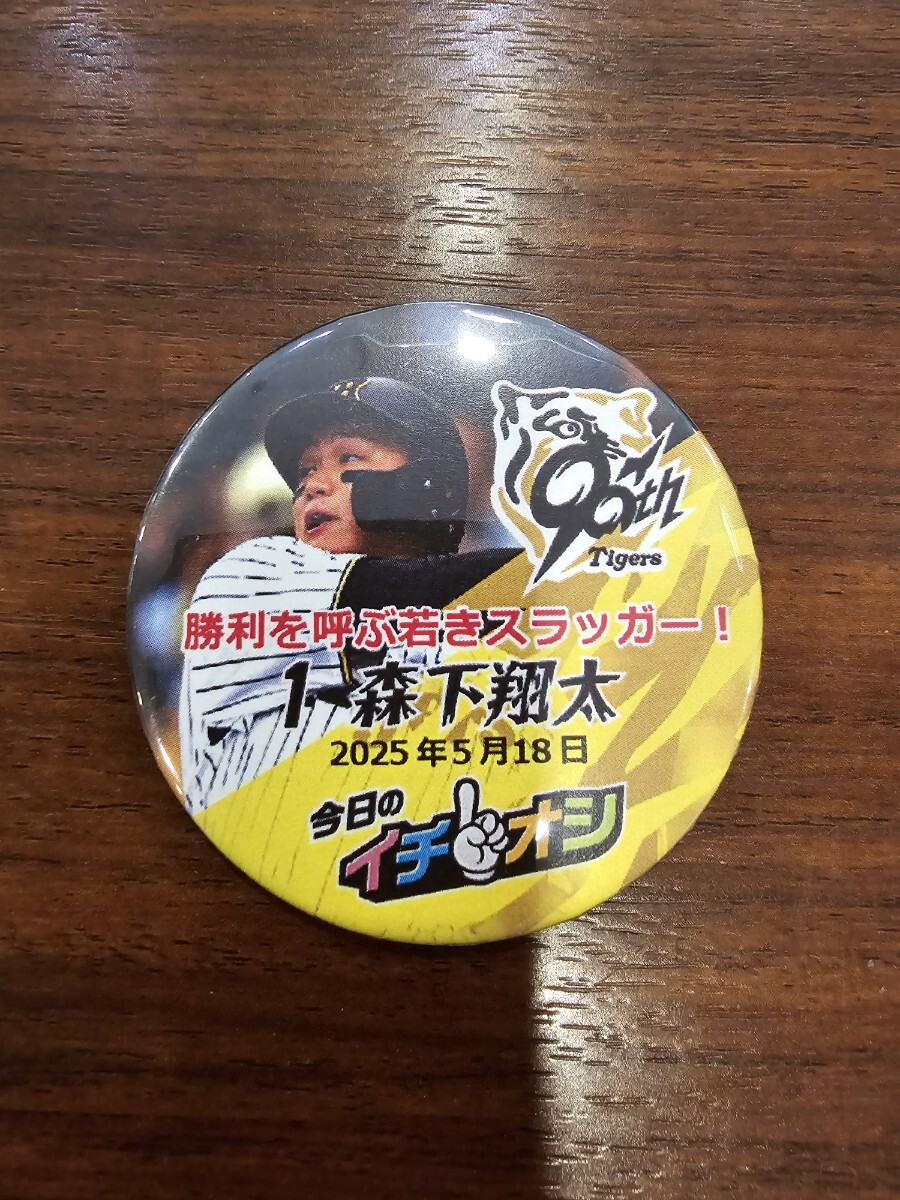 90th
Tigers
勝利を呼ぶ若きスラッガー！
1 森下翔太
2025年5月18日
今日の
イチオシ